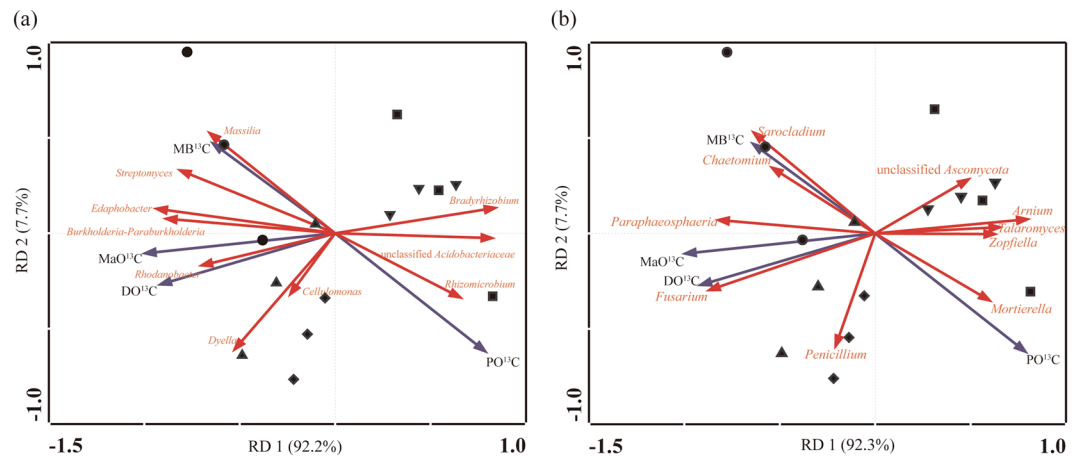 (a)
1.0
RD 2 (7.7%)
-1.0
Massilia
MB¹³C
Streptomyces
Edaphobacter
Burkholderia-Paraburkholderia
MaO¹³C
Rhodanobacter
DO¹³C
Cellulomonas
Dyella
Bradyrhizobium
unclassified Acidobacteriaceae
Rhizomicrobium
PO¹³C
-1.5
RD 1 (92.2%)
1.0
(b)
1.0
RD 2 (7.7%)
-1.0
Sarocladium
MB¹³C
Chaetomium
unclassified Ascomycota
Paraphaeosphaeria
Arnium
Talaromyces
Zopfiella
MaO¹³C
DO¹³C
Fusarium
Mortierella
Penicillium
PO¹³C
-1.5
RD 1 (92.3%)
1.0